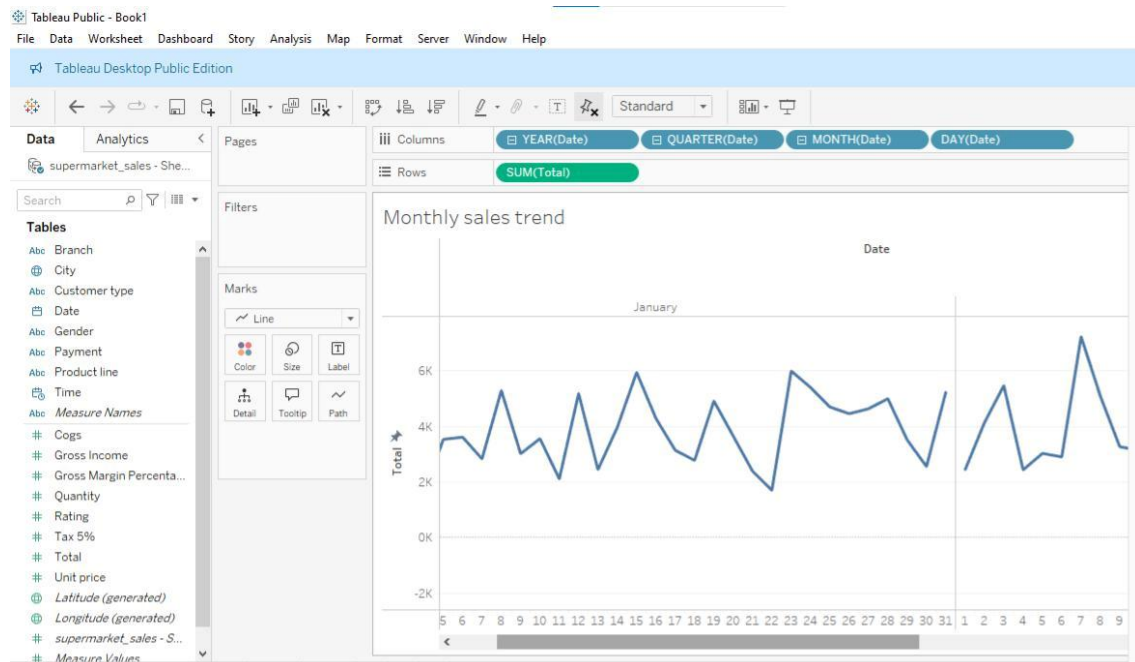 Tableau Public - Book1
File Data Worksheet Dashboard Story Analysis Map Format Server Window Help
Tableau Desktop Public Edition
Standard
Data Analytics
supermarket_sales - She...
Search
Tables
Abc Branch
City
Abc Customer type
Date
Abc Gender
Abc Payment
Abc Product line
Time
Abc Measure Names
# Cogs
# Gross Income
# Gross Margin Percenta...
# Quantity
# Rating
# Tax 5%
# Total
# Unit price
Latitude (generated)
Longitude (generated)
# supermarket_sales - S...
# Measure Values
Pages
Filters
Marks
Line
Color Size Label
Detail Tooltip Path
Columns YEAR(Date) QUARTER(Date) MONTH(Date) DAY(Date)
Rows SUM(Total)
Monthly sales trend
Date
January
Total
6K
4K
2K
0K
-2K
5 6 7 8 9 10 11 12 13 14 15 16 17 18 19 20 21 22 23 24 25 26 27 28 29 30 31 1 2 3 4 5 6 7 8 9